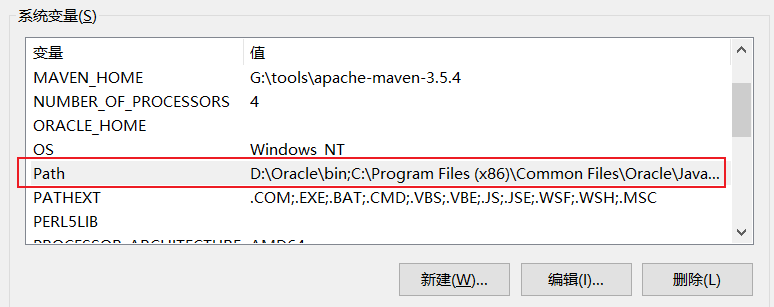 系统变量(S)
变量 值
MAVEN_HOME G:\tools\apache-maven-3.5.4
NUMBER_OF_PROCESSORS 4
ORACLE_HOME
OS Windows_NT
Path D:\Oracle\bin;C:\Program Files (x86)\Common Files\Oracle\Java...
PATHEXT .COM;.EXE;.BAT;.CMD;.VBS;.VBE;.JS;.JSE;.WSF;.WSH;.MSC
PERL5LIB
PROCESSOR_ARCHITECTURE AMD64
新建(W)... 编辑(I)... 删除(L)